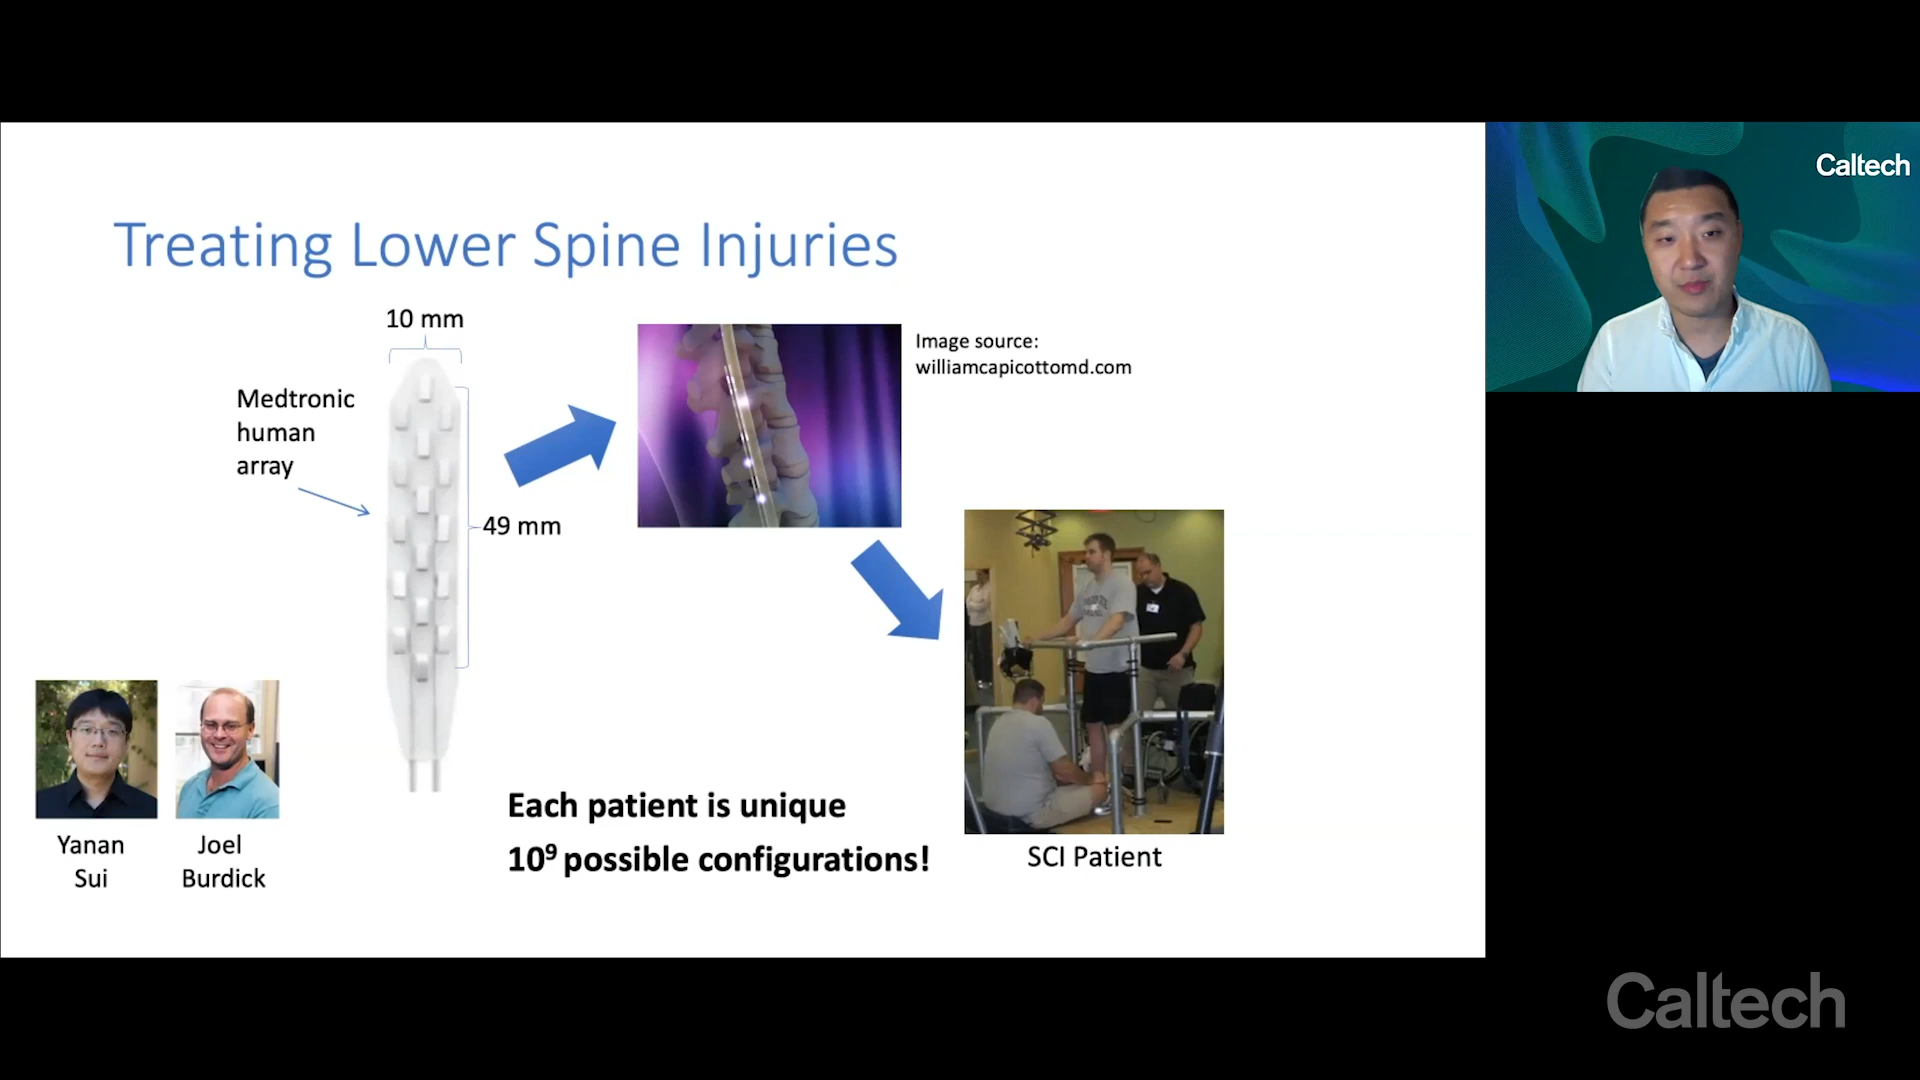 Caltech
Treating Lower Spine Injuries
10 mm
Medtronic
human
array
49 mm
Image source:
williamcapicottomd.com
Yanan
Sui
Joel
Burdick
Each patient is unique
10⁹ possible configurations!
SCI Patient
Caltech